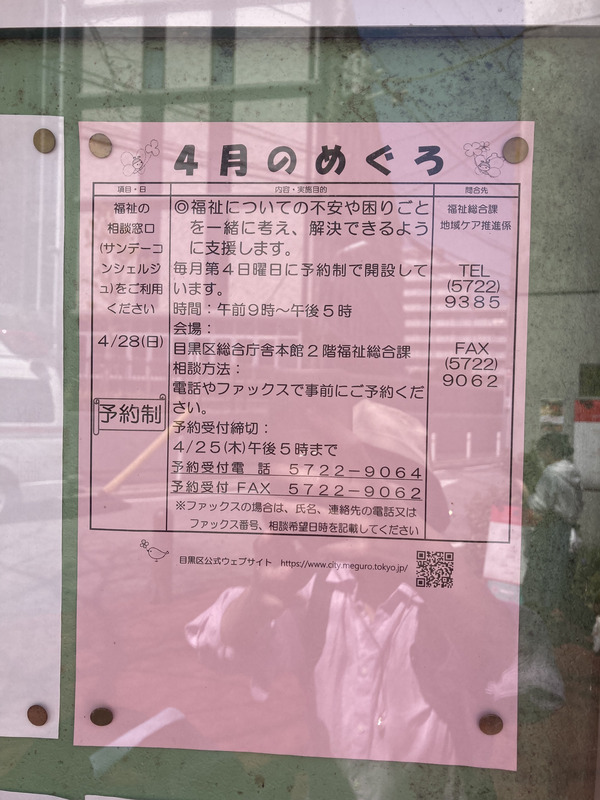 4月のめぐろ
項目・日
内容・実施目的
問合先
福祉の
相談窓口
(サンデーコ
ンシェルジ
ュ)をご利用
ください
4/28(日)
予約制
◎福祉についての不安や困りごと
を一緒に考え、解決できるよう
に支援します。
毎月第4日曜日に予約制で開設して
います。
時間：午前9時～午後5時
会場：
目黒区総合庁舎本館2階福祉総合課
相談方法：
電話やファックスで事前にご予約くだ
さい。
予約受付締切：
4/25(木)午後5時まで
予約受付電 話 5722-9064
予約受付 FAX 5722-9062
※ファックスの場合は、氏名、連絡先の電話又は
ファックス番号、相談希望日時を記載してください
福祉総合課
地域ケア推進係
TEL
(5722)
9385
FAX
(5722)
9062
目黒区公式ウェブサイト https://www.city.meguro.tokyo.jp/